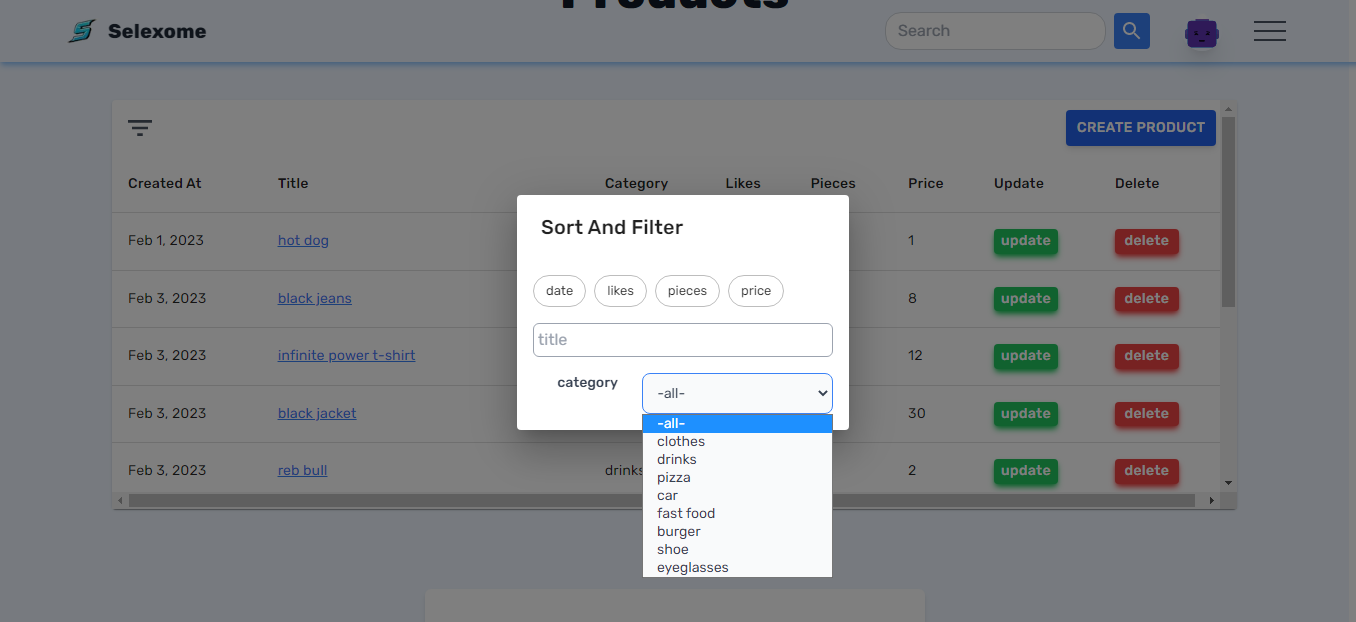 Products
Selexome
Search
CREATE PRODUCT
Created At Title Category Likes Pieces Price Update Delete
Feb 1, 2023 hot dog 1 update delete
Feb 3, 2023 black jeans 8 update delete
Feb 3, 2023 infinite power t-shirt 12 update delete
Feb 3, 2023 black jacket 30 update delete
Feb 3, 2023 reb bull drinks 2 update delete
Sort And Filter
date likes pieces price
title
category -all-
-all-
clothes
drinks
pizza
car
fast food
burger
shoe
eyeglasses